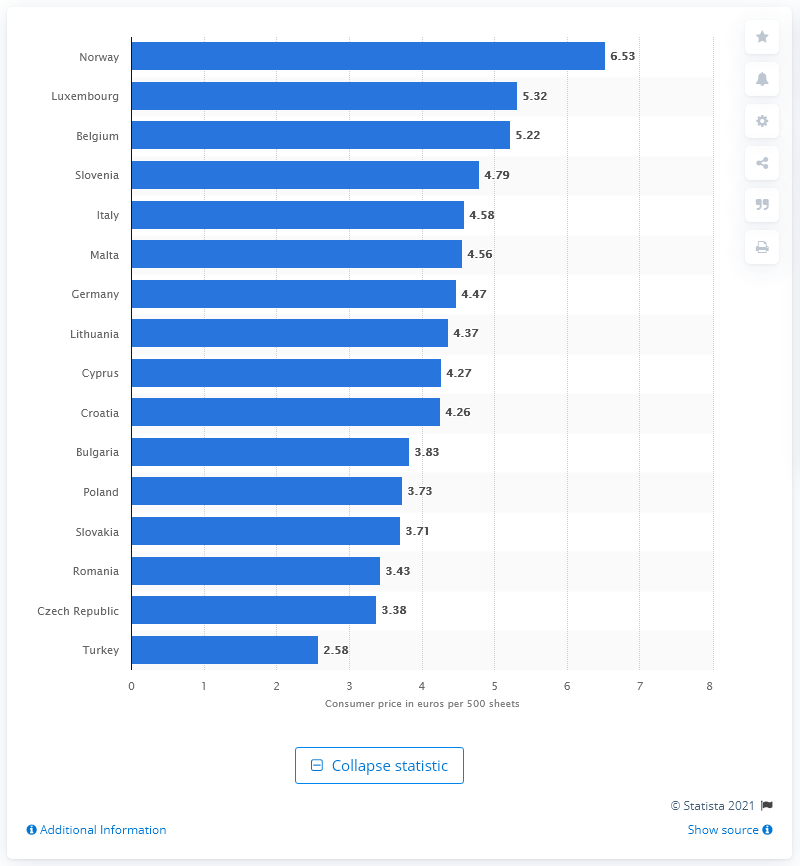 Norway 6.53
Luxembourg 5.32
Belgium 5.22
Slovenia 4.79
Italy 4.58
Malta 4.56
Germany 4.47
Lithuania 4.37
Cyprus 4.27
Croatia 4.26
Bulgaria 3.83
Poland 3.73
Slovakia 3.71
Romania 3.43
Czech Republic 3.38
Turkey 2.58
0 1 2 3 4 5 6 7 8
Consumer price in euros per 500 sheets
Collapse statistic
© Statista 2021
Additional Information Show source